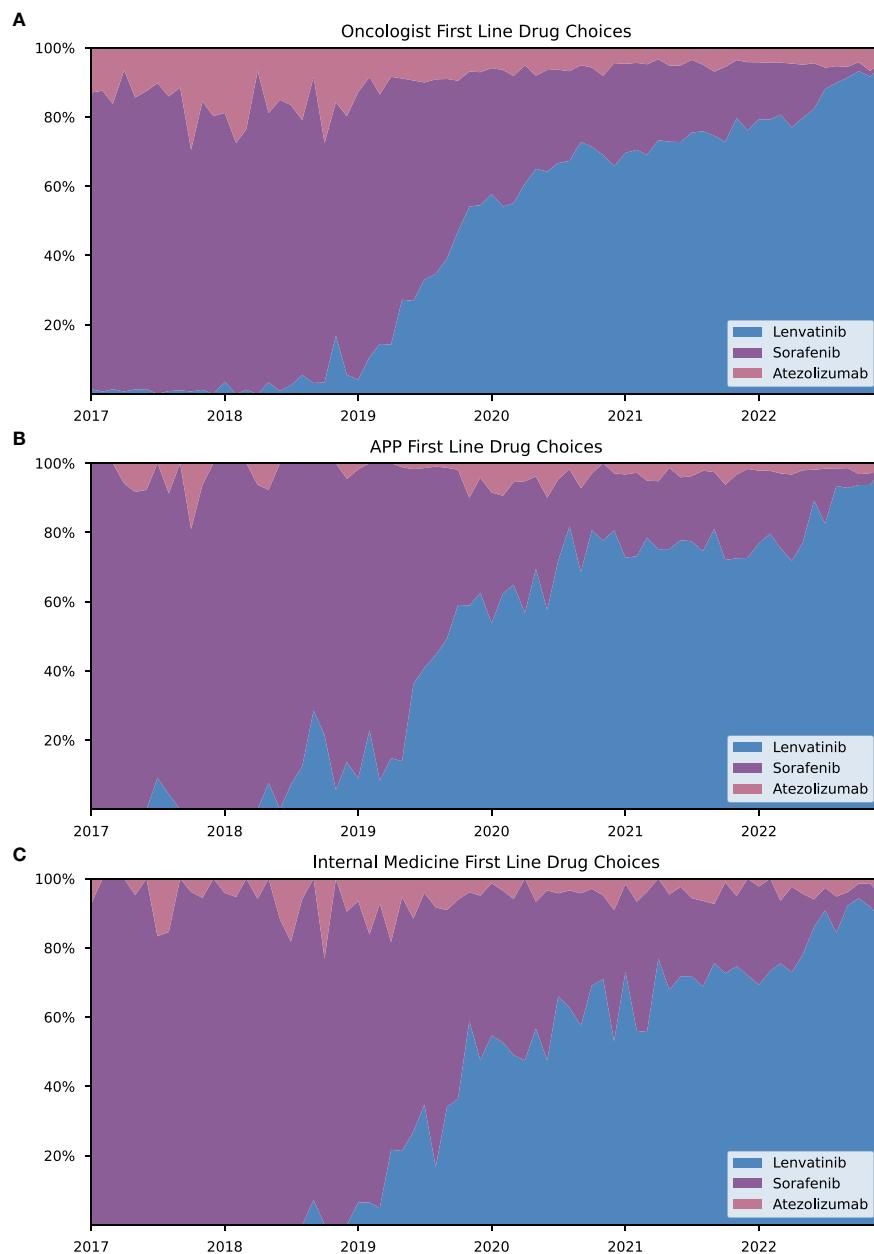 A
Oncologist First Line Drug Choices
100%
80%
60%
40%
20%
Lenvatinib
Sorafenib
Atezolizumab
2017 2018 2019 2020 2021 2022
B
APP First Line Drug Choices
100%
80%
60%
40%
20%
Lenvatinib
Sorafenib
Atezolizumab
2017 2018 2019 2020 2021 2022
C
Internal Medicine First Line Drug Choices
100%
80%
60%
40%
20%
Lenvatinib
Sorafenib
Atezolizumab
2017 2018 2019 2020 2021 2022